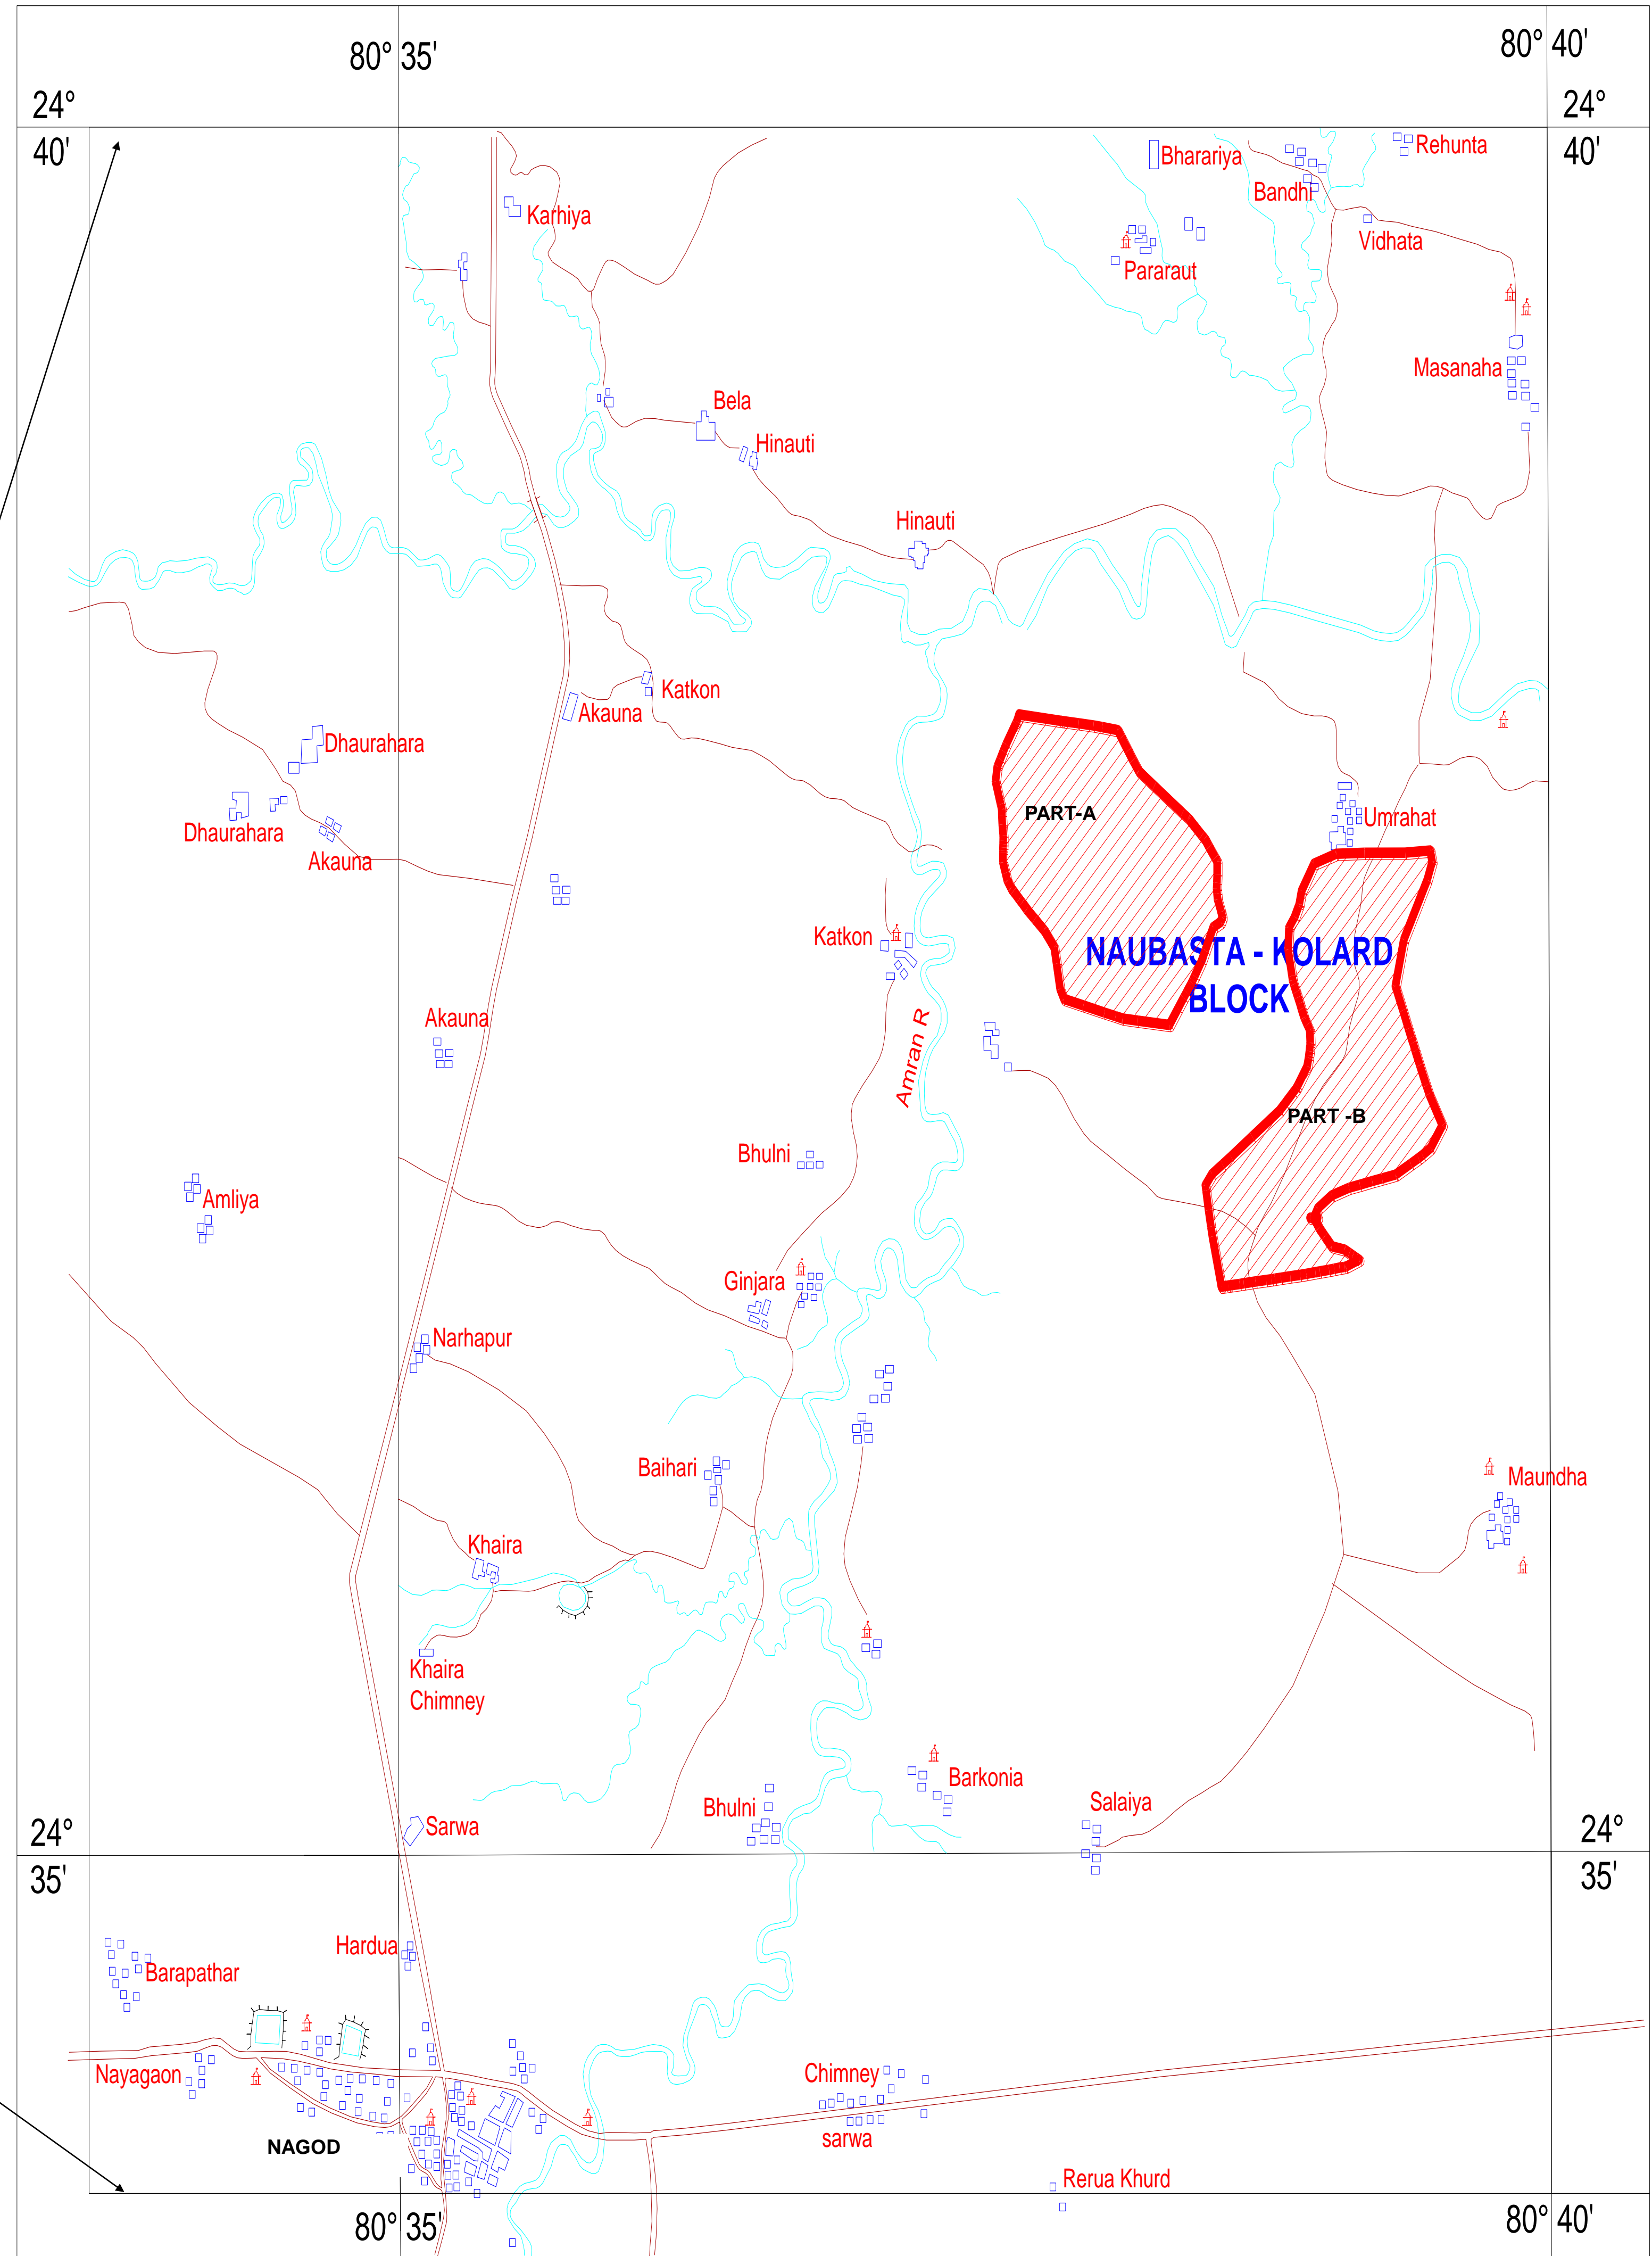 80° 35'
80° 40'
24°
40'
24°
40'
Rehunta
Bharariya
Bandhi
Karhiya
Vidhata
Pararaut
Masanaha
Bela
Hinauti
Hinauti
Katkon
Akauna
Dhaurahara
PART-A
Umrahat
Dhaurahara
Akauna
Katkon
NAUBASTA - KOLARD
BLOCK
Akauna
Amran R
PART -B
Bhulni
Amliya
Ginjara
Narhapur
Baihari
Maundha
Khaira
Khaira
Chimney
Barkonia
Bhulni
Salaiya
Sarwa
24°
35'
24°
35'
Hardua
Barapathar
Nayagaon
Chimney
sarwa
NAGOD
Rerua Khurd
80° 35'
80° 40'